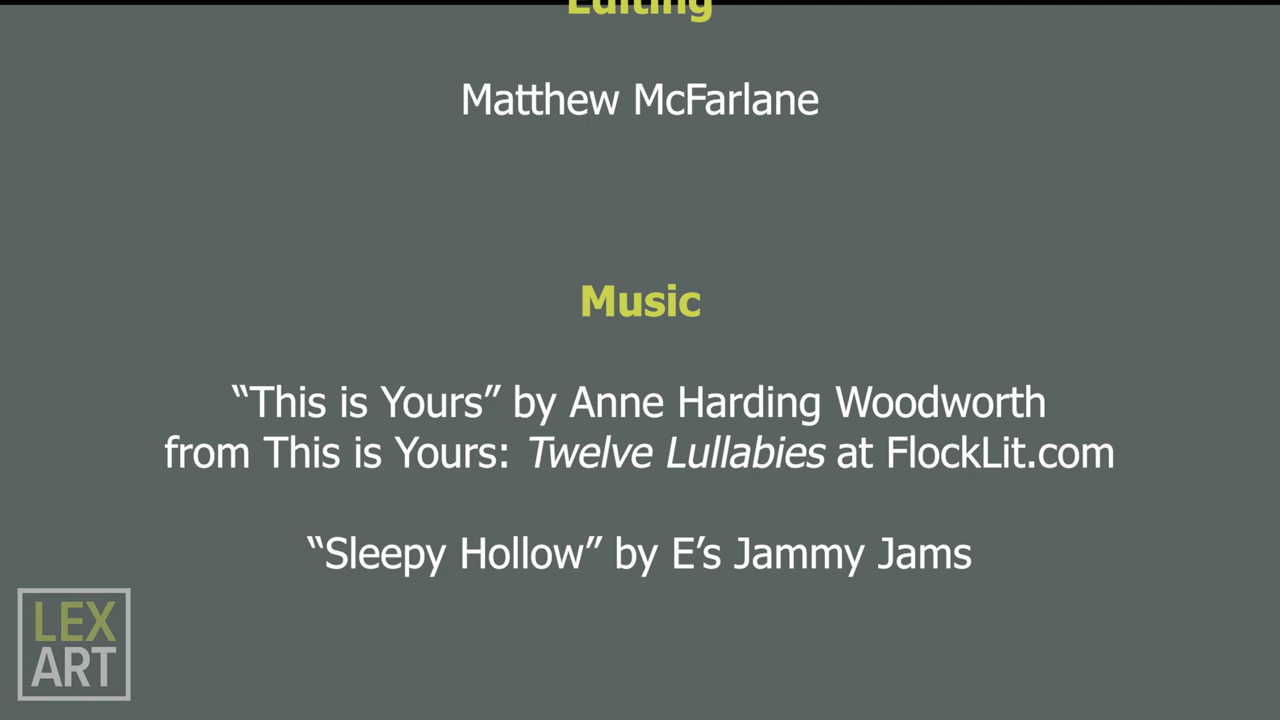 Editing
Matthew McFarlane
Music
“This is Yours” by Anne Harding Woodworth
from This is Yours: Twelve Lullabies at FlockLit.com
“Sleepy Hollow” by E’s Jammy Jams
LEX
ART